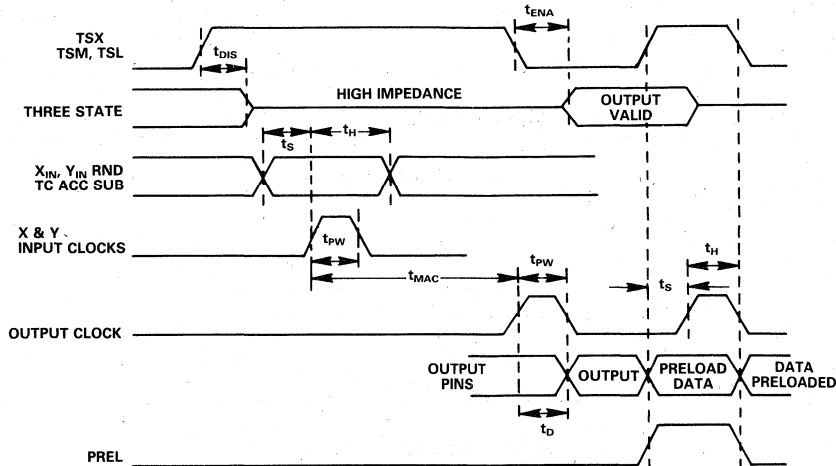 TSX
TSM, TSL
tDIS
tENA
THREE STATE
HIGH IMPEDANCE
OUTPUT
VALID
tS
tH
XIN, YIN RND
TC ACC SUB
X & Y
INPUT CLOCKS
tPW
tMAC
tPW
tS
tH
OUTPUT CLOCK
OUTPUT
PINS
OUTPUT
PRELOAD
DATA
DATA
PRELOADED
tD
PREL